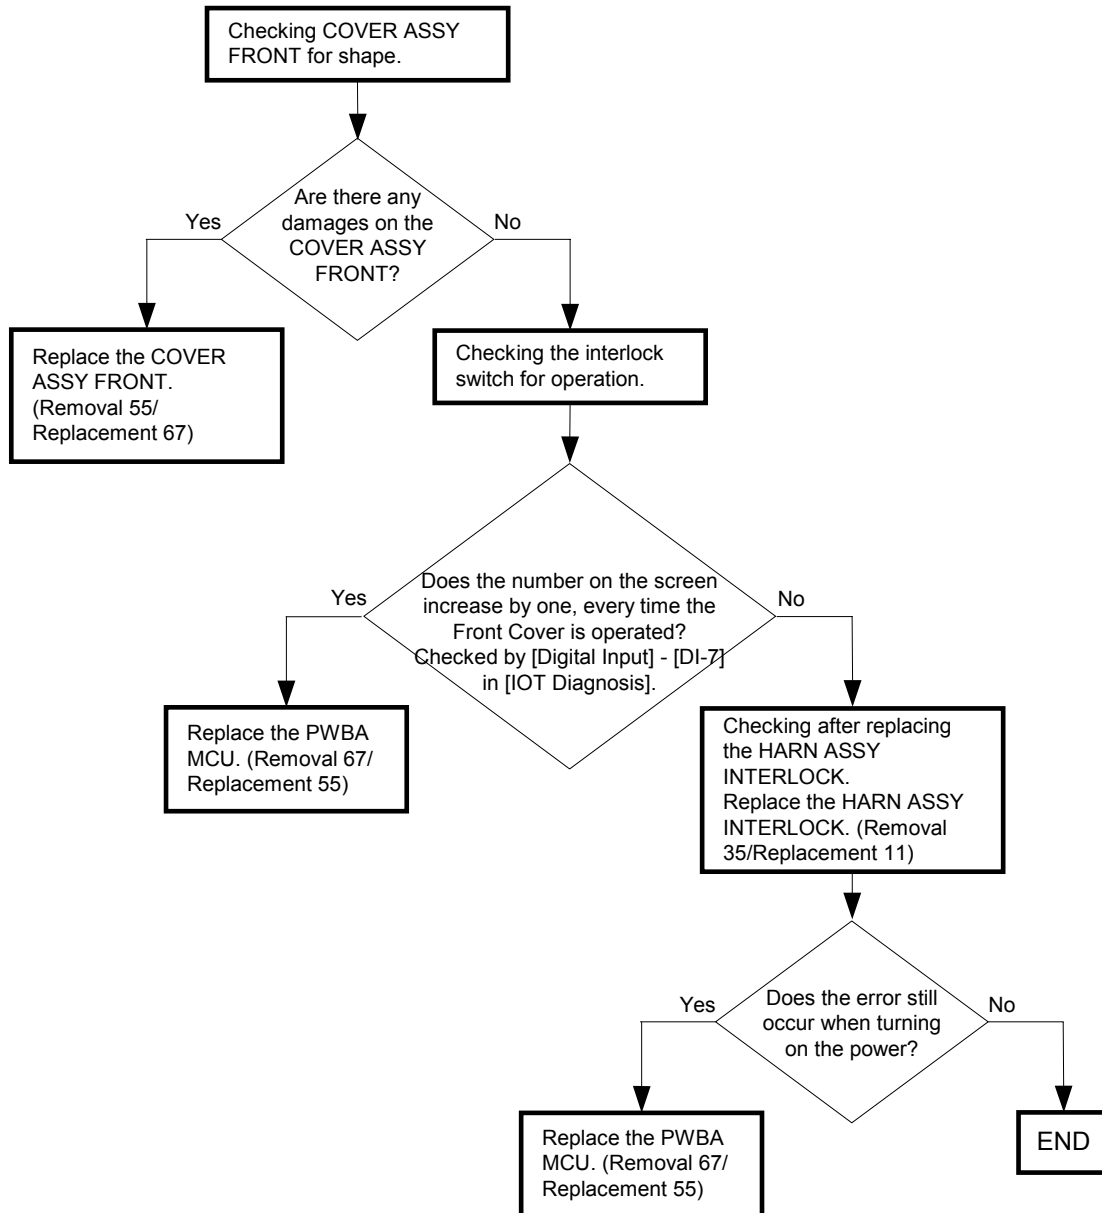 Checking COVER ASSY
FRONT for shape.
Are there any
damages on the
COVER ASSY
FRONT?
Yes
No
Replace the COVER
ASSY FRONT.
(Removal 55/
Replacement 67)
Checking the interlock
switch for operation.
Does the number on the screen
increase by one, every time the
Front Cover is operated?
Checked by [Digital Input] - [DI-7]
in [IOT Diagnosis].
Yes
No
Replace the PWBA
MCU. (Removal 67/
Replacement 55)
Checking after replacing
the HARN ASSY
INTERLOCK.
Replace the HARN ASSY
INTERLOCK. (Removal
35/Replacement 11)
Does the error still
occur when turning
on the power?
Yes
No
Replace the PWBA
MCU. (Removal 67/
Replacement 55)
END